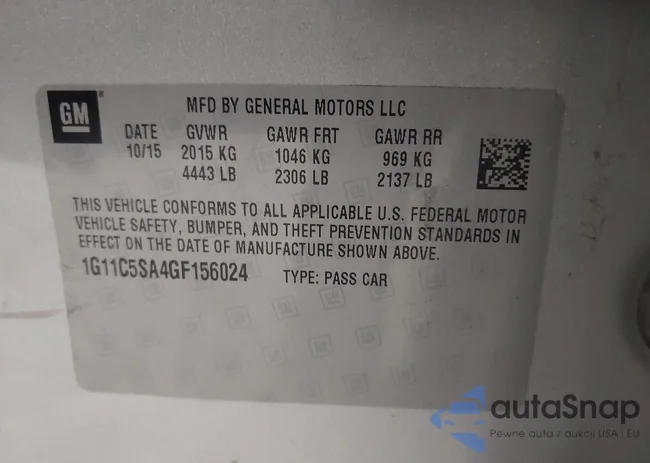 GM
MFD BY GENERAL MOTORS LLC
DATE GVWR GAWR FRT GAWR RR
10/15 2015 KG 1046 KG 969 KG
4443 LB 2306 LB 2137 LB
THIS VEHICLE CONFORMS TO ALL APPLICABLE U.S. FEDERAL MOTOR
VEHICLE SAFETY, BUMPER, AND THEFT PREVENTION STANDARDS IN
EFFECT ON THE DATE OF MANUFACTURE SHOWN ABOVE.
1G11C5SA4GF156024 TYPE: PASS CAR
autaSnap
Pewne auta z aukcji USA i EU